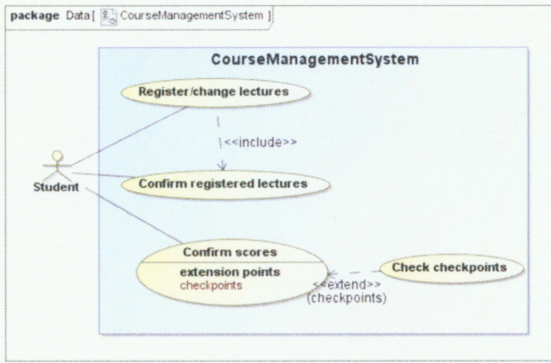 package Data [ CourseManagementSystem ]
CourseManagementSystem
Register/change lectures
<<include>>
Student
Confirm registered lectures
Confirm scores
extension points
checkpoints
Check checkpoints
<<extend>>
(checkpoints)